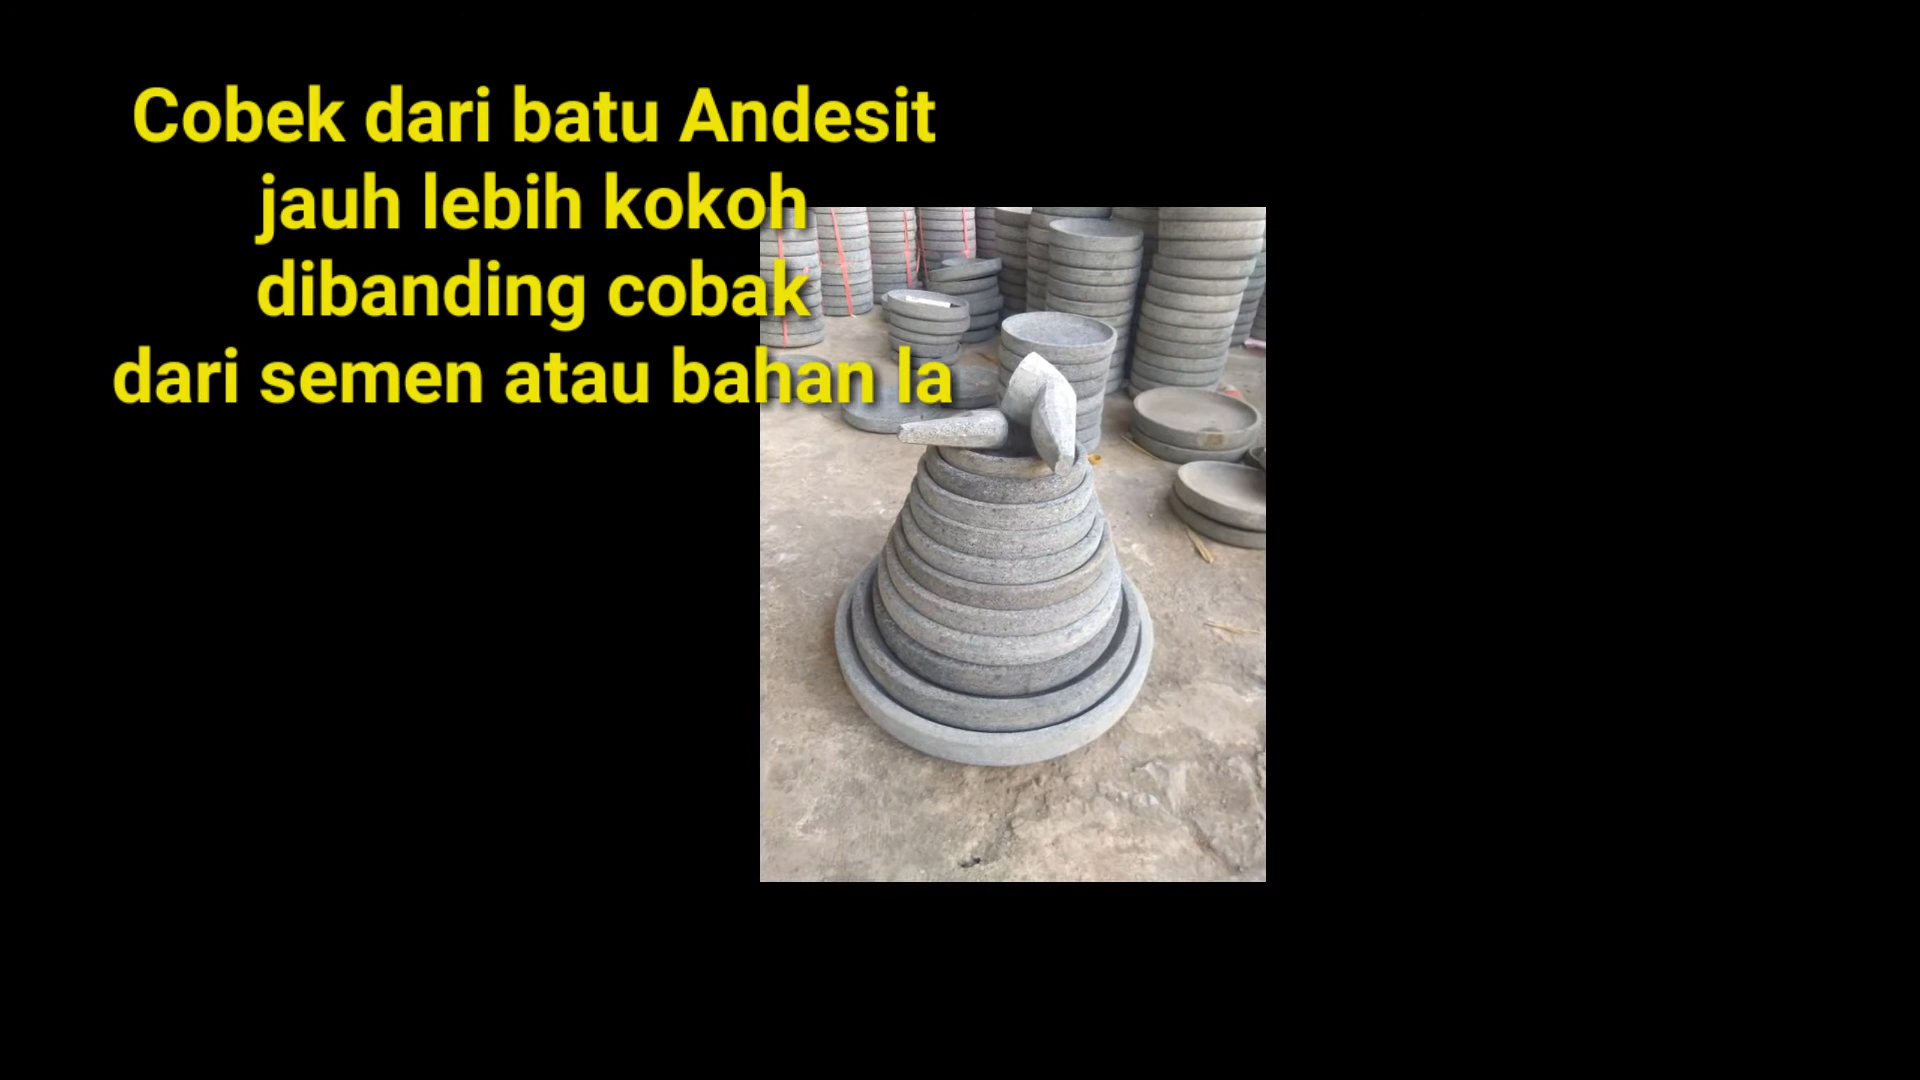 Cobek dari batu Andesit
jauh lebih kokoh
dibanding cobak
dari semen atau bahan la